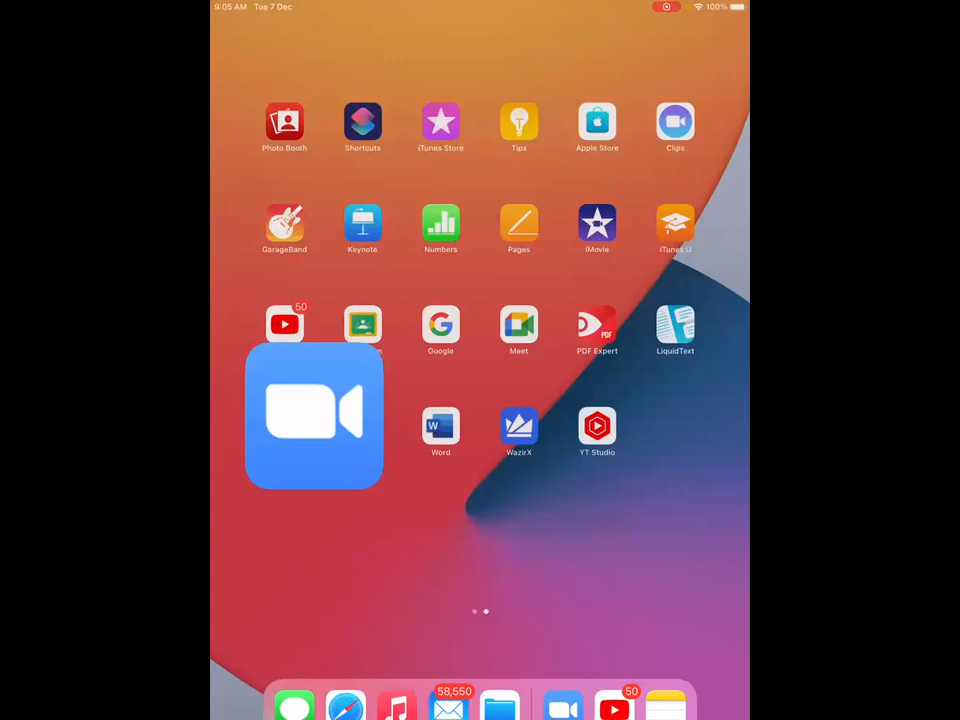 9:05 AM Tue 7 Dec 100%
Photo Booth Shortcuts iTunes Store Tips Apple Store Clips
GarageBand Keynote Numbers Pages iMovie iTunes U
50
PDF
Google Meet PDF Expert LiquidText
W
Word WazirX YT Studio
58,550 50